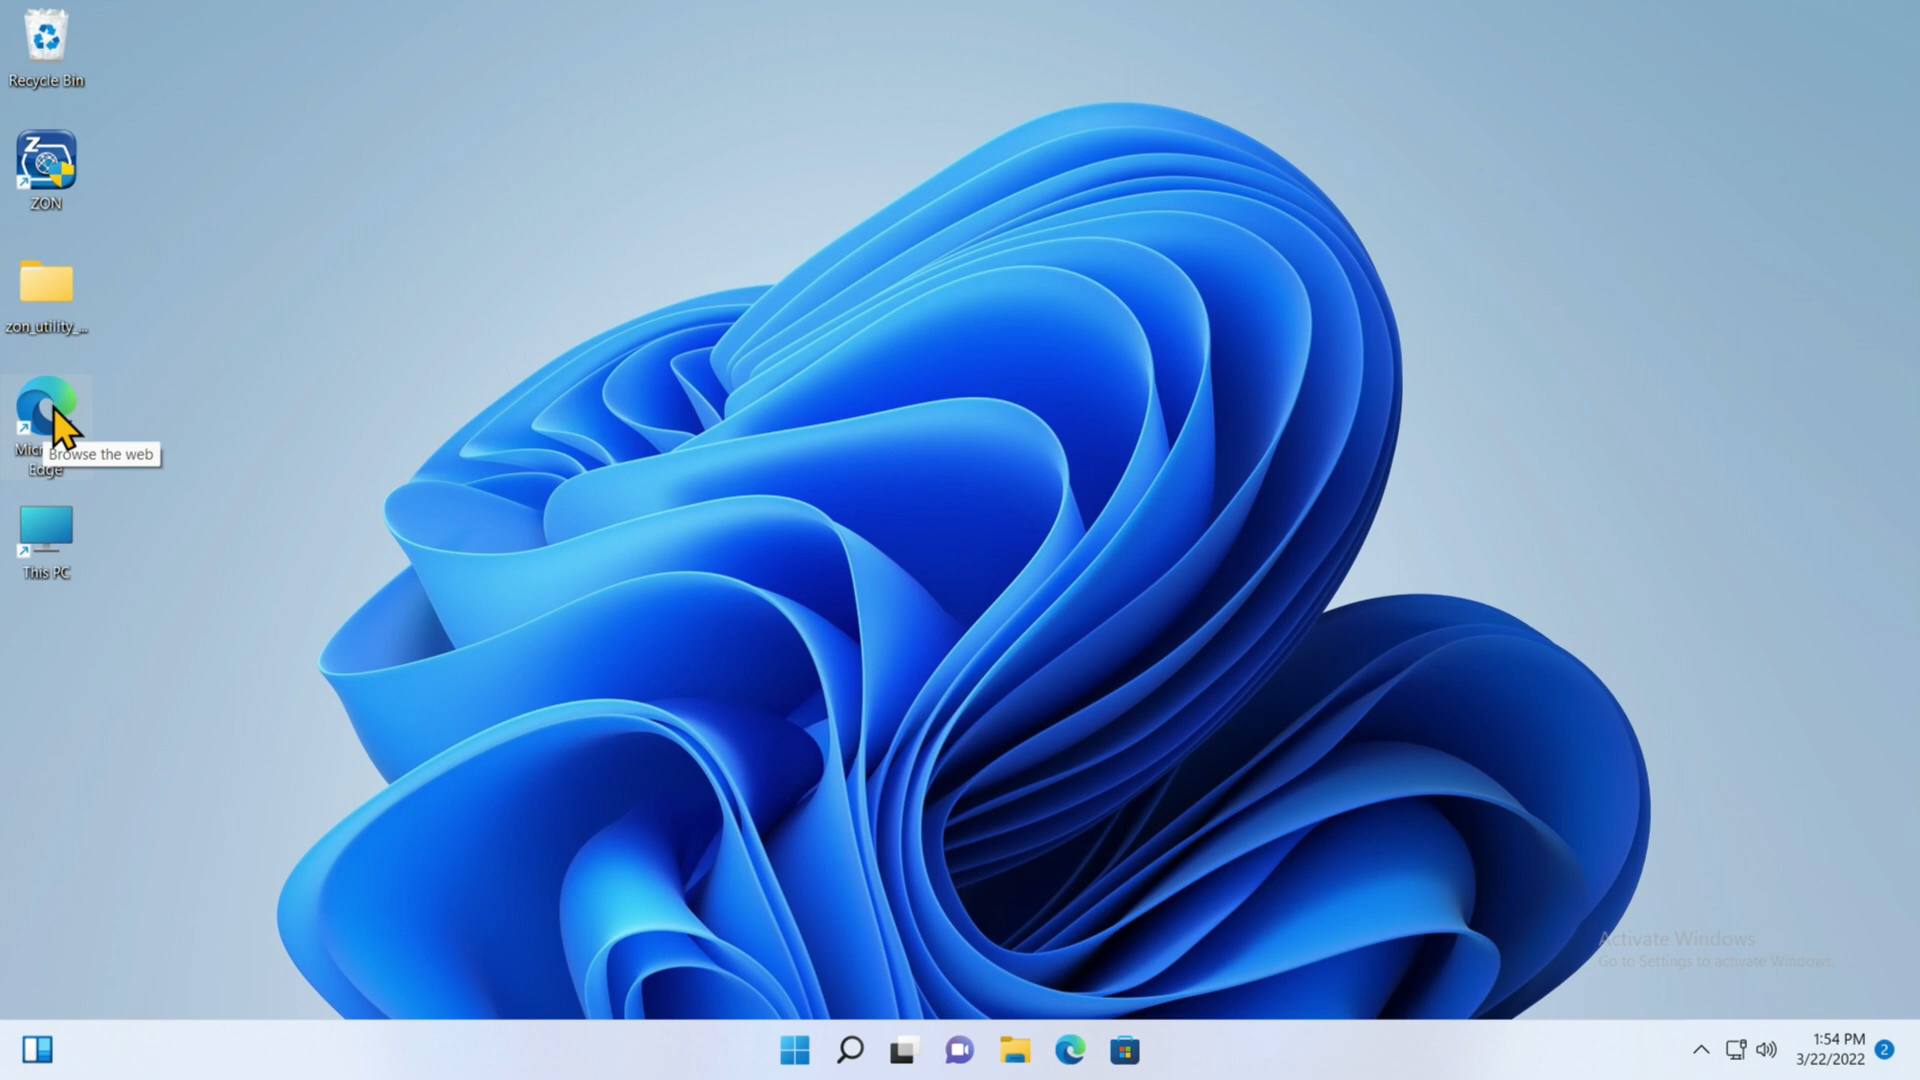 Recycle Bin
Z
ZON
zon_utility_...
Browse the web
Edge
This PC
Activate Windows
Go to Settings to activate Windows.
1:54 PM
3/22/2022
2